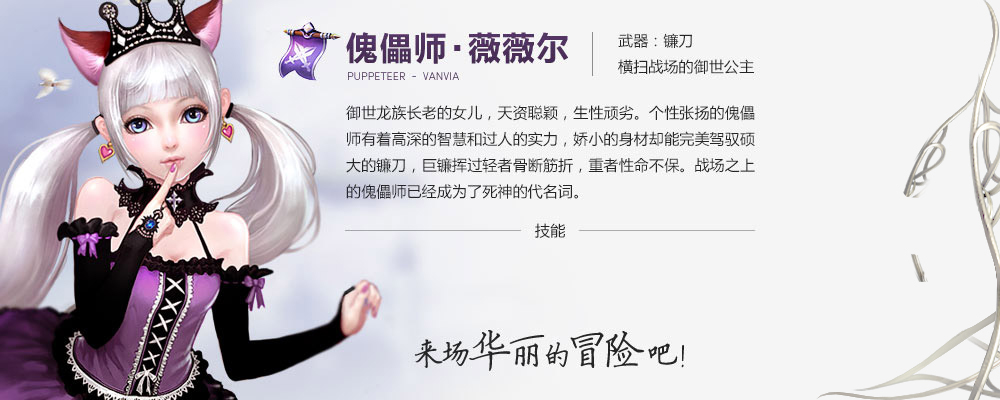 傀儡师·薇薇尔
PUPPETEER - VANVIA
武器：镰刀
横扫战场的御世公主
御世龙族长老的女儿，天资聪颖，生性顽劣。个性张扬的傀儡
师有着高深的智慧和过人的实力，娇小的身材却能完美驾驭硕
大的镰刀，巨镰挥过轻者骨断筋折，重者性命不保。战场之上
的傀儡师已经成为了死神的代名词。
技能
来场华丽的冒险吧!